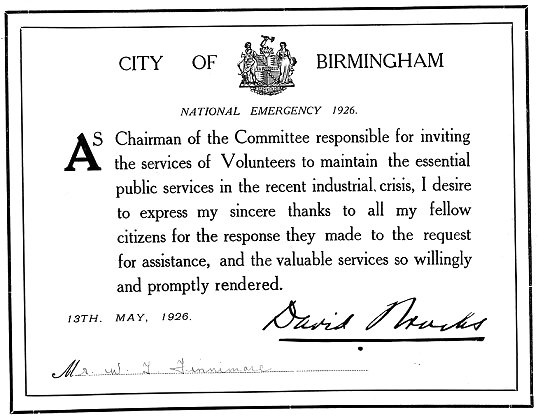 CITY OF BIRMINGHAM
NATIONAL EMERGENCY 1926.
AS Chairman of the Committee responsible for inviting
the services of Volunteers to maintain the essential
public services in the recent industrial crisis, I desire
to express my sincere thanks to all my fellow
citizens for the response they made to the request
for assistance, and the valuable services so willingly
and promptly rendered.
13TH. MAY, 1926.
David Brooks
Mr. W. T. Finnimore